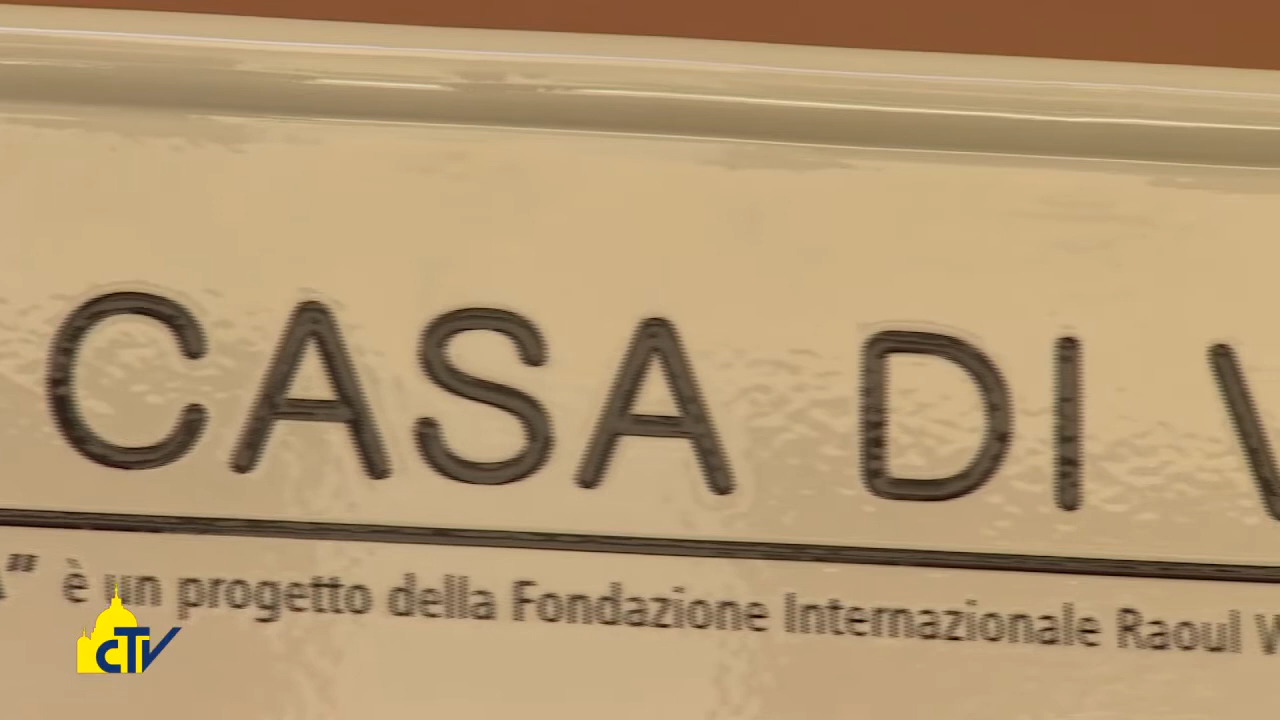 CASA DI V
" è un progetto della Fondazione Internazionale Raoul
CTV